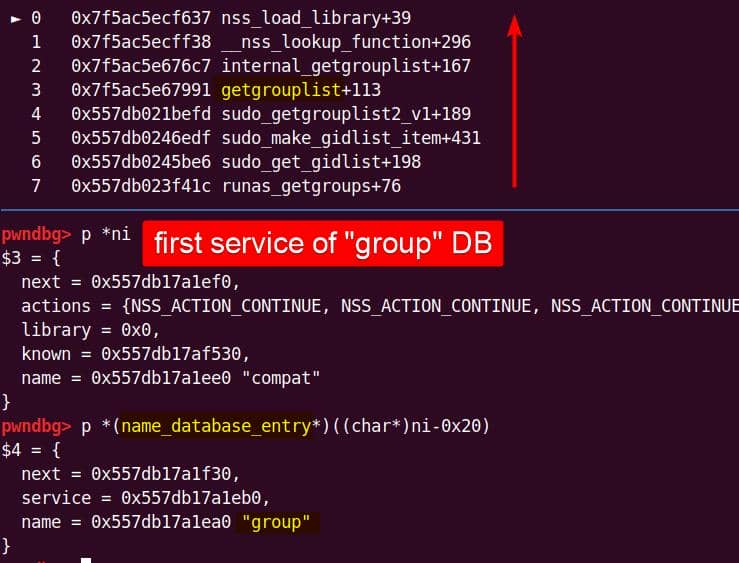 ► 0 0x7f5ac5ecf637 nss_load_library+39
1 0x7f5ac5ecff38 __nss_lookup_function+296
2 0x7f5ac5e676c7 internal_getgrouplist+167
3 0x7f5ac5e67991 getgrouplist+113
4 0x557db021befd sudo_getgrouplist2_v1+189
5 0x557db0246edf sudo_make_gidlist_item+431
6 0x557db0245be6 sudo_get_gidlist+198
7 0x557db023f41c runas_getgroups+76
pwndbg> p *ni
first service of "group" DB
$3 = {
next = 0x557db17a1ef0,
actions = {NSS_ACTION_CONTINUE, NSS_ACTION_CONTINUE, NSS_ACTION_CONTINUE
library = 0x0,
known = 0x557db17af530,
name = 0x557db17a1ee0 "compat"
}
pwndbg> p *(name_database_entry*)((char*)ni-0x20)
$4 = {
next = 0x557db17a1f30,
service = 0x557db17a1eb0,
name = 0x557db17a1ea0 "group"
}